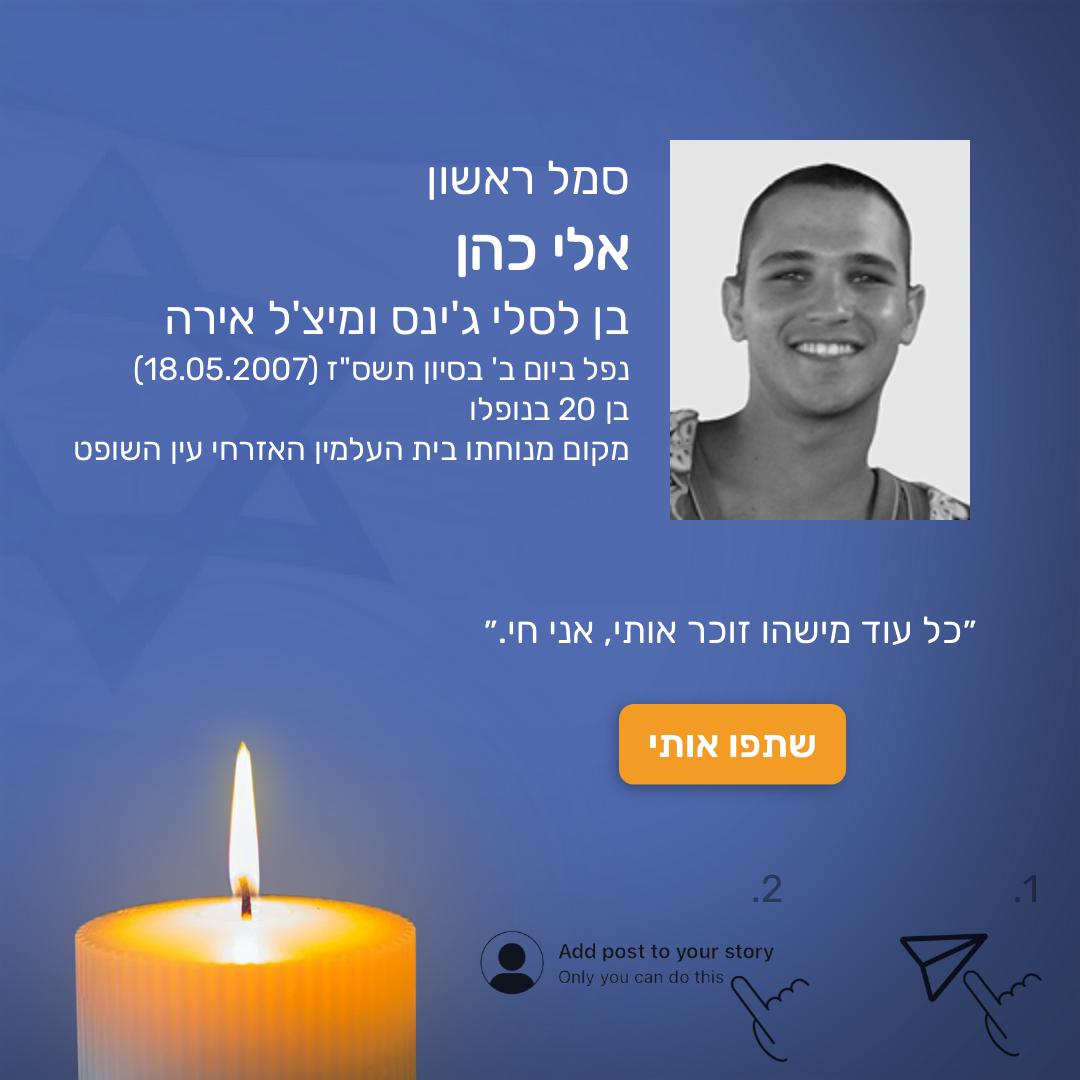 סמל ראשון
אלי כהן
בן לסלי ג'ינס ומיצ'ל אירה
נפל ביום ב' בסיון תשס"ז (18.05.2007)
בן 20 בנופלו
מקום מנוחתו בית העלמין האזרחי עין השופט
״כל עוד מישהו זוכר אותי, אני חי.״
שתפו אותי
1.
2.
Add post to your story
Only you can do this